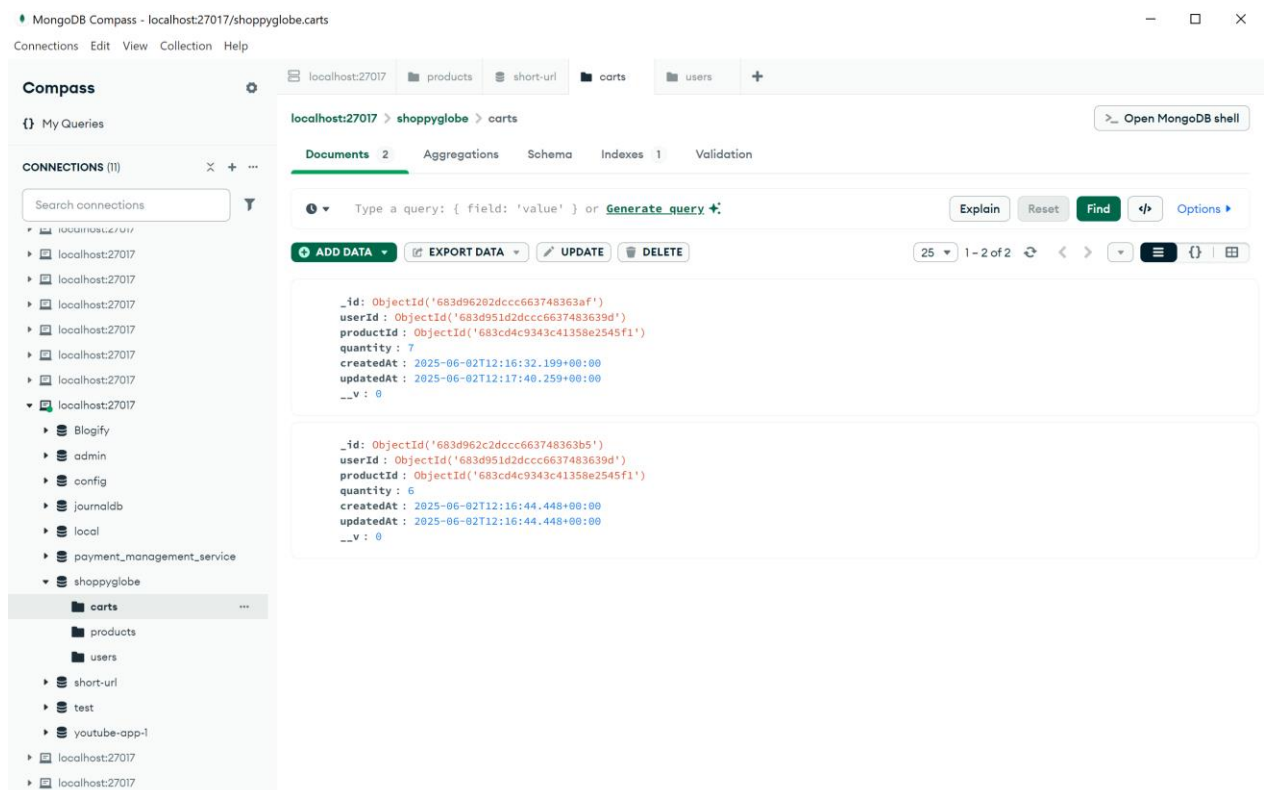 MongoDB Compass - localhost:27017/shoppyglobe.carts
Connections Edit View Collection Help
Compass
{} My Queries
CONNECTIONS (11)
Search connections
localhost:27017
localhost:27017
localhost:27017
localhost:27017
localhost:27017
localhost:27017
localhost:27017
localhost:27017
Blogify
admin
config
journaldb
local
payment_management_service
shoppyglobe
carts
products
users
short-url
test
youtube-app-1
localhost:27017
localhost:27017
localhost:27017 products short-url carts users +
localhost:27017 > shoppyglobe > carts
>_ Open MongoDB shell
Documents 2 Aggregations Schema Indexes 1 Validation
Type a query: { field: 'value' } or Generate query
Explain Reset Find </> Options
ADD DATA EXPORT DATA UPDATE DELETE
25 1 – 2 of 2 {}
_id: ObjectId('683d96202dccc663748363af')
userId : ObjectId('683d951d2dccc6637483639d')
productId : ObjectId('683cd4c9343c41358e2545f1')
quantity : 7
createdAt : 2025-06-02T12:16:32.199+00:00
updatedAt : 2025-06-02T12:17:40.259+00:00
__v : 0
_id: ObjectId('683d962c2dccc663748363b5')
userId : ObjectId('683d951d2dccc6637483639d')
productId : ObjectId('683cd4c9343c41358e2545f1')
quantity : 6
createdAt : 2025-06-02T12:16:44.448+00:00
updatedAt : 2025-06-02T12:16:44.448+00:00
__v : 0